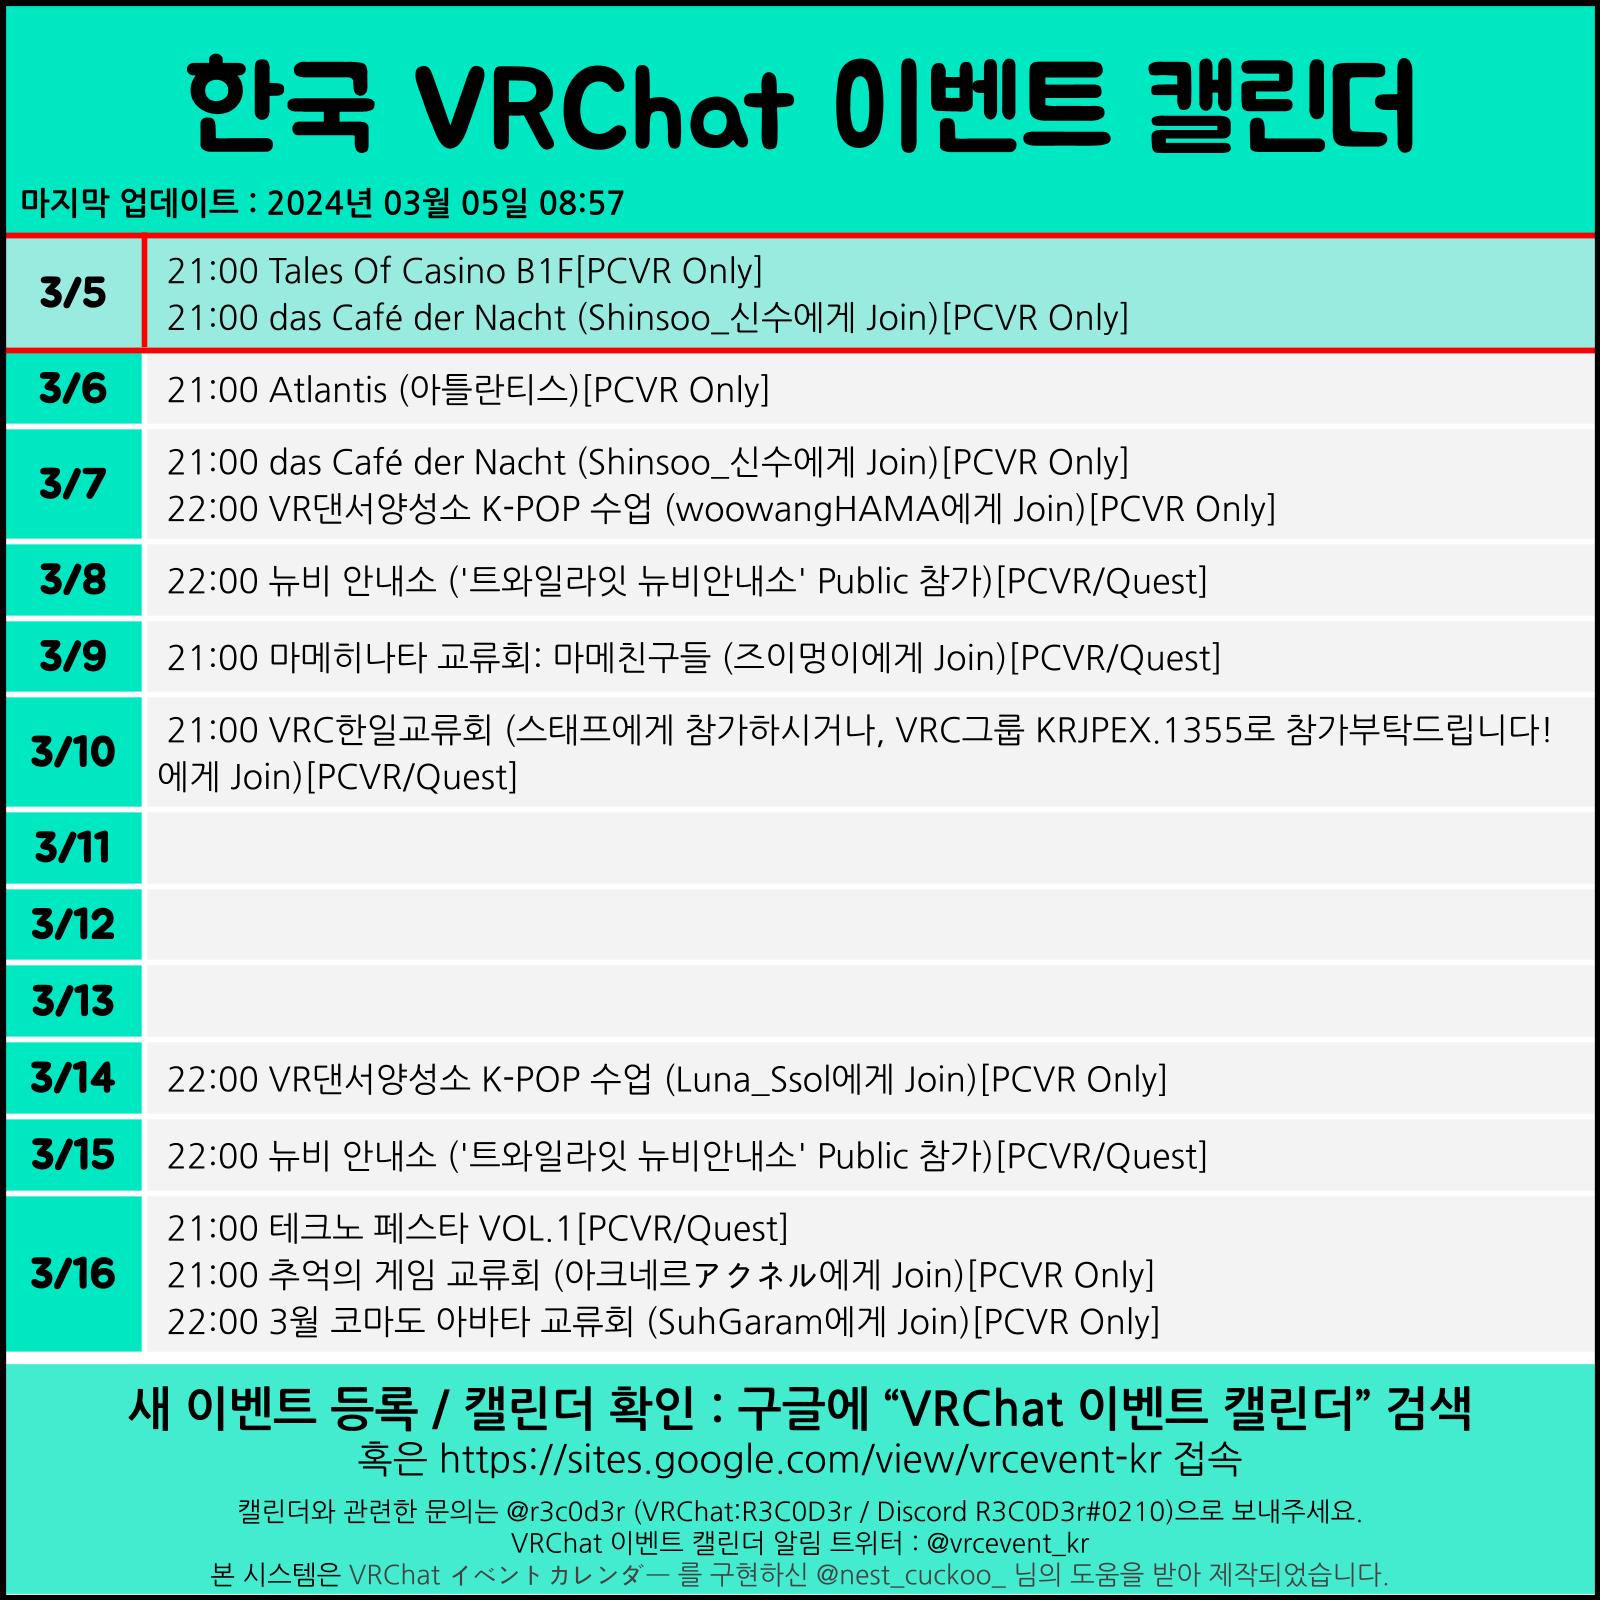 한국 VRChat 이벤트 캘린더
마지막 업데이트 : 2024년 03월 05일 08:57
3/5
21:00 Tales Of Casino B1F[PCVR Only]
21:00 das Café der Nacht (Shinsoo_신수에게 Join)[PCVR Only]
3/6
21:00 Atlantis (아틀란티스)[PCVR Only]
3/7
21:00 das Café der Nacht (Shinsoo_신수에게 Join)[PCVR Only]
22:00 VR댄서양성소 K-POP 수업 (woowangHAMA에게 Join)[PCVR Only]
3/8
22:00 뉴비 안내소 ('트와일라잇 뉴비안내소' Public 참가)[PCVR/Quest]
3/9
21:00 마메히나타 교류회: 마메친구들 (즈이멍이에게 Join)[PCVR/Quest]
3/10
21:00 VRC한일교류회 (스태프에게 참가하시거나, VRC그룹 KRJPEX.1355로 참가부탁드립니다!
에게 Join)[PCVR/Quest]
3/11
3/12
3/13
3/14
22:00 VR댄서양성소 K-POP 수업 (Luna_Ssol에게 Join)[PCVR Only]
3/15
22:00 뉴비 안내소 ('트와일라잇 뉴비안내소' Public 참가)[PCVR/Quest]
3/16
21:00 테크노 페스타 VOL.1[PCVR/Quest]
21:00 추억의 게임 교류회 (아크네르アクネル에게 Join)[PCVR Only]
22:00 3월 코마도 아바타 교류회 (SuhGaram에게 Join)[PCVR Only]
새 이벤트 등록 / 캘린더 확인 : 구글에 “VRChat 이벤트 캘린더” 검색
혹은 https://sites.google.com/view/vrcevent-kr 접속
캘린더와 관련한 문의는 @r3c0d3r (VRChat:R3C0D3r / Discord R3C0D3r#0210)으로 보내주세요.
VRChat 이벤트 캘린더 알림 트위터 : @vrcevent_kr
본 시스템은 VRChat イベントカレンダー 를 구현하신 @nest_cuckoo_ 님의 도움을 받아 제작되었습니다.